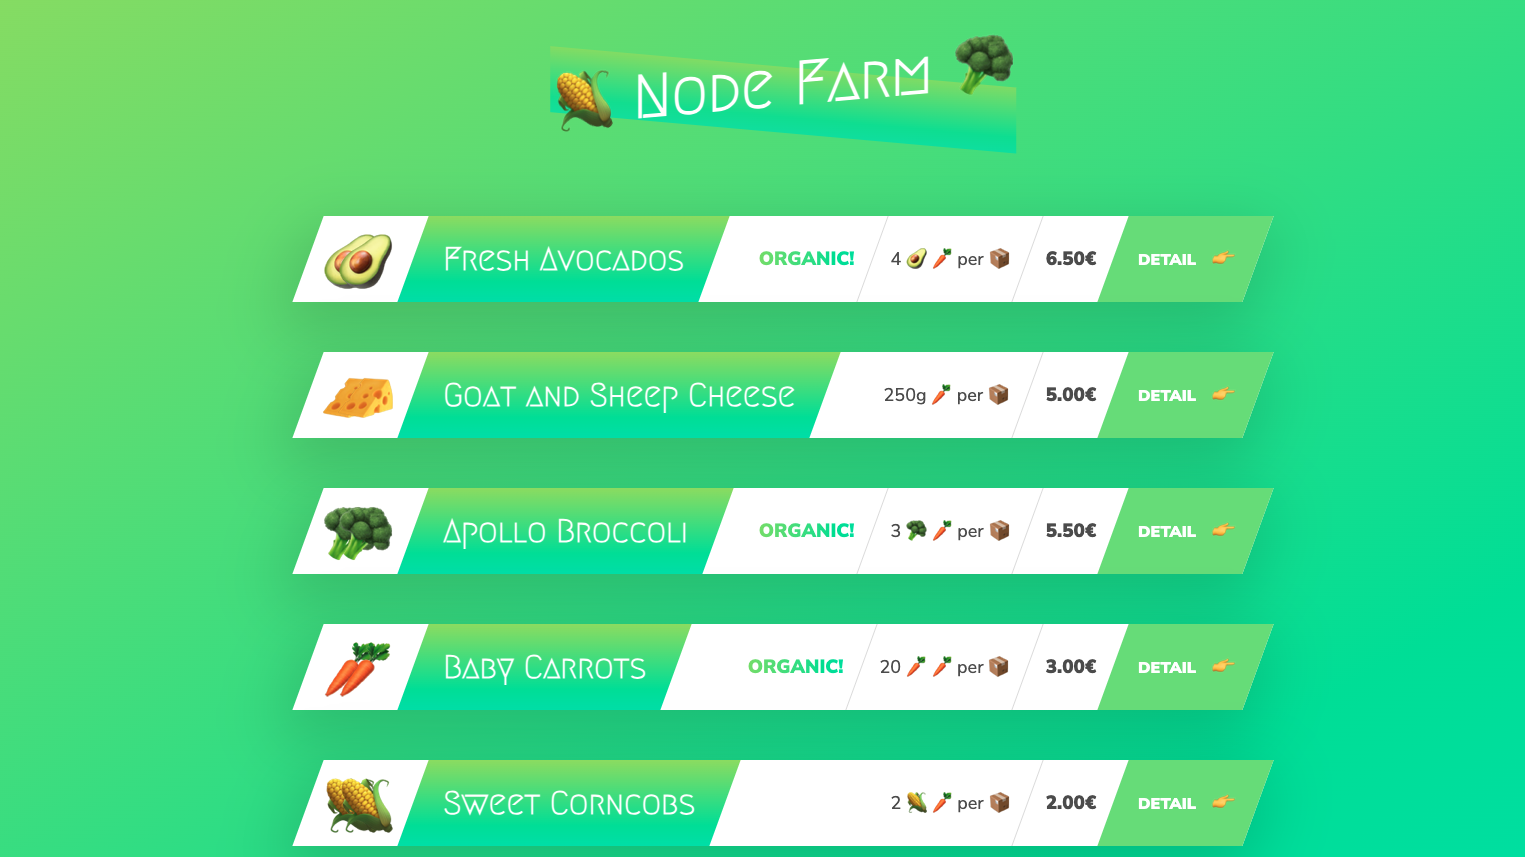 🌽 Node Farm 🥦
Fresh Avocados ORGANIC! 4 🥑 🥕 per 📦 6.50€ DETAIL 👉
Goat and Sheep Cheese 250g 🥕 per 📦 5.00€ DETAIL 👉
Apollo Broccoli ORGANIC! 3 🥦 🥕 per 📦 5.50€ DETAIL 👉
Baby Carrots ORGANIC! 20 🥕 🥕 per 📦 3.00€ DETAIL 👉
Sweet Corncobs 2 🌽 🥕 per 📦 2.00€ DETAIL 👉